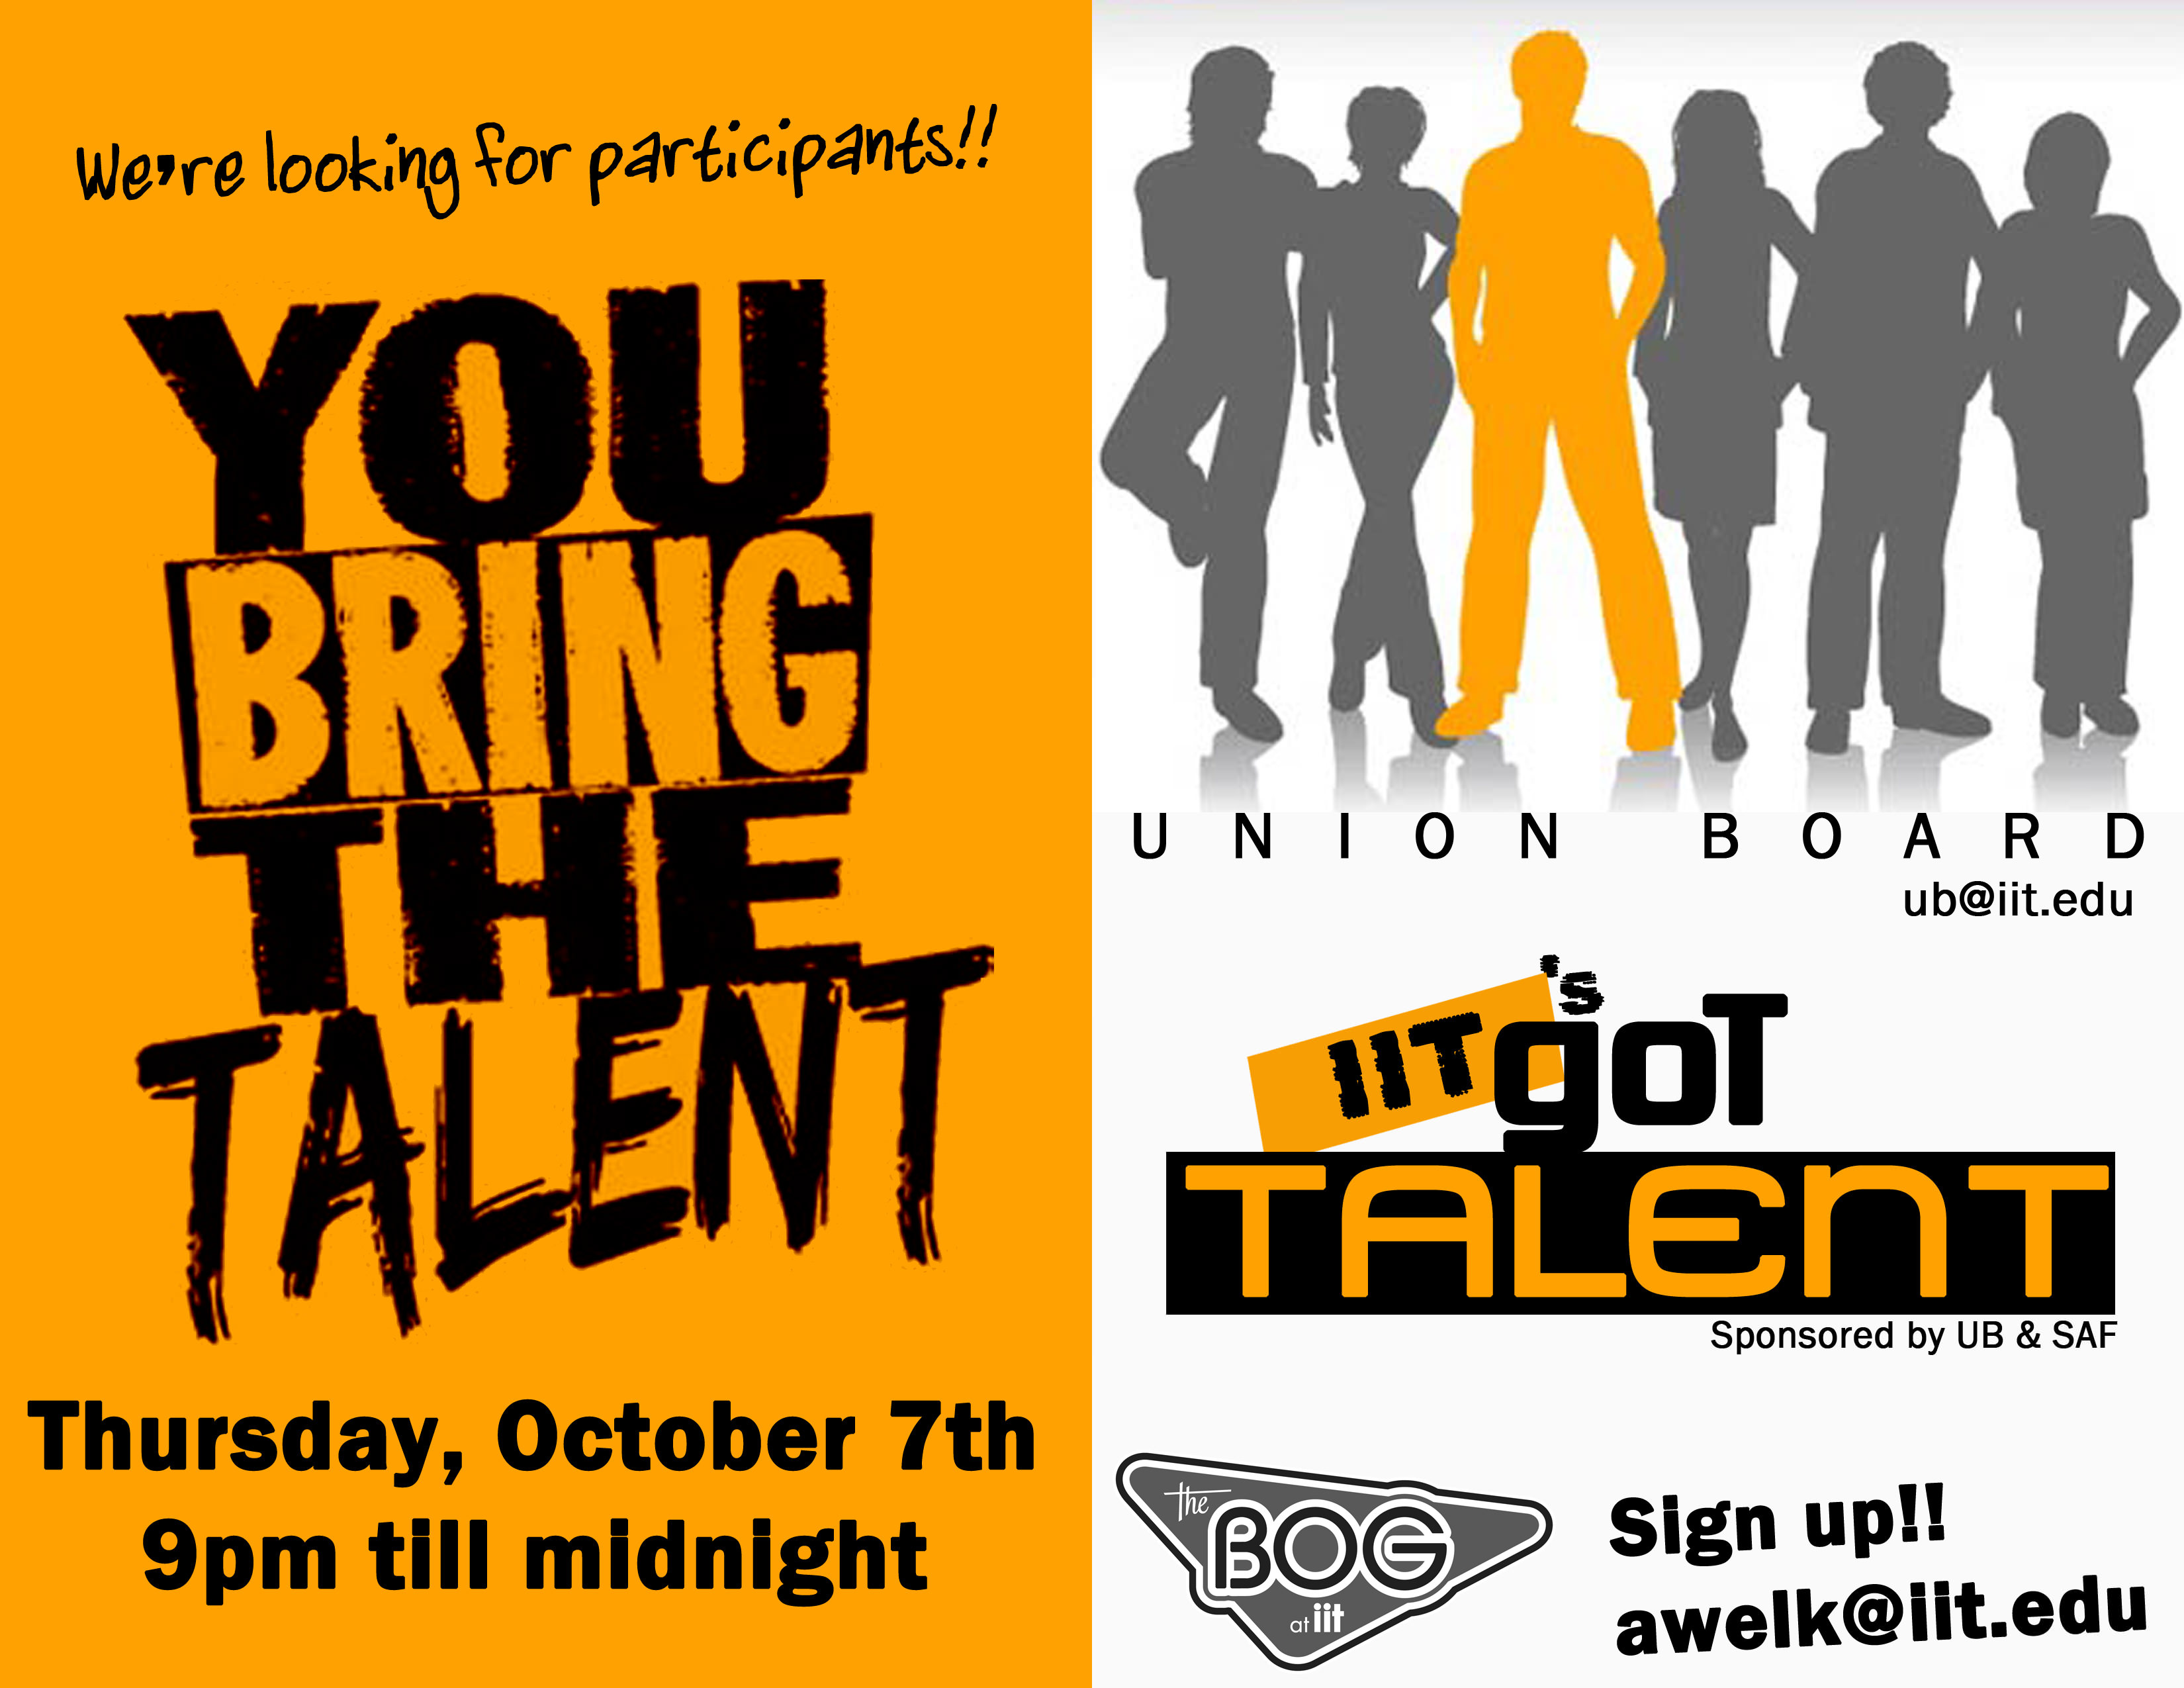 We're looking for participants!!
YOU
BRING
THE
TALENT
Thursday, October 7th
9pm till midnight
UNION BOARD
ub@iit.edu
IIT's goT
TALENT
Sponsored by UB & SAF
the
BOG
at iit
Sign up!!
awelk@iit.edu